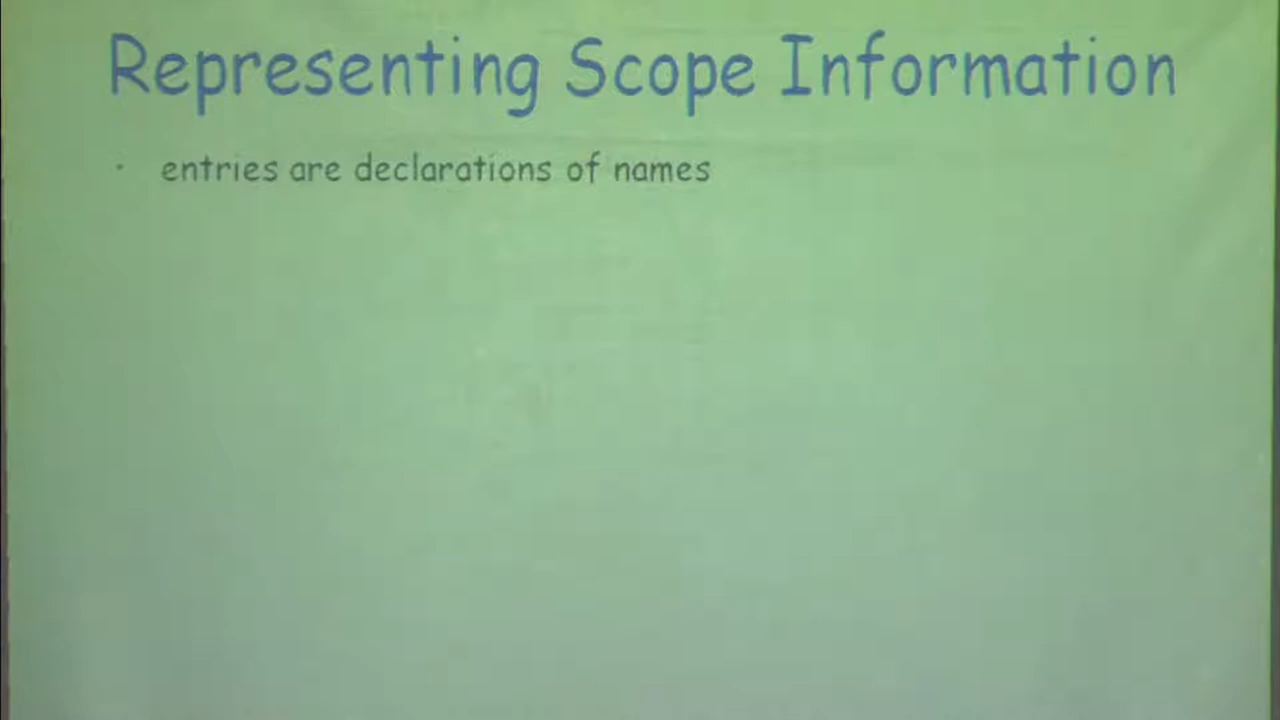 Representing Scope Information
· entries are declarations of names